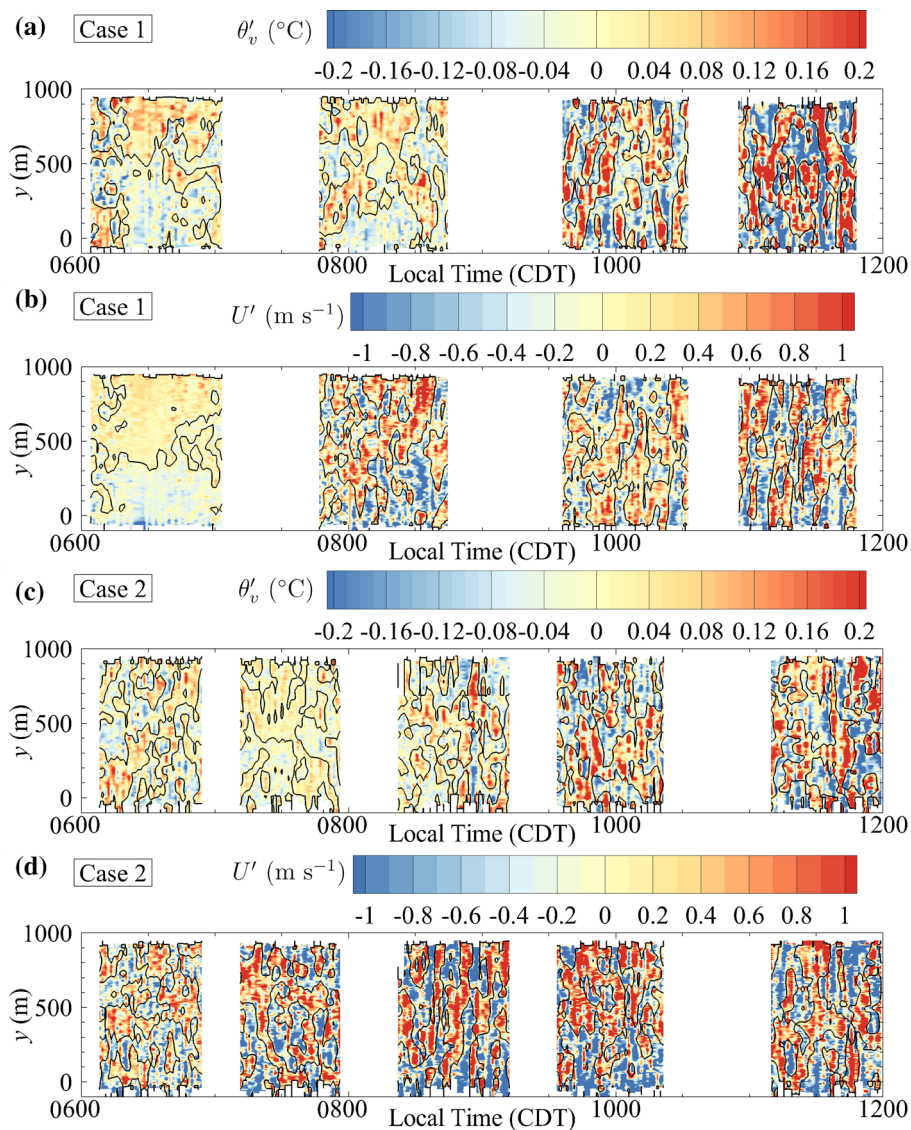 (a) Case 1 θ′ᵥ (°C)
-0.2 -0.16 -0.12 -0.08 -0.04 0 0.04 0.08 0.12 0.16 0.2
1000
500
0
y (m)
0600 0800 1000 1200
Local Time (CDT)
(b) Case 1 U′ (m s⁻¹)
-1 -0.8 -0.6 -0.4 -0.2 0 0.2 0.4 0.6 0.8 1
1000
500
0
y (m)
0600 0800 1000 1200
Local Time (CDT)
(c) Case 2 θ′ᵥ (°C)
-0.2 -0.16 -0.12 -0.08 -0.04 0 0.04 0.08 0.12 0.16 0.2
1000
500
0
y (m)
0600 0800 1000 1200
Local Time (CDT)
(d) Case 2 U′ (m s⁻¹)
-1 -0.8 -0.6 -0.4 -0.2 0 0.2 0.4 0.6 0.8 1
1000
500
0
y (m)
0600 0800 1000 1200
Local Time (CDT)